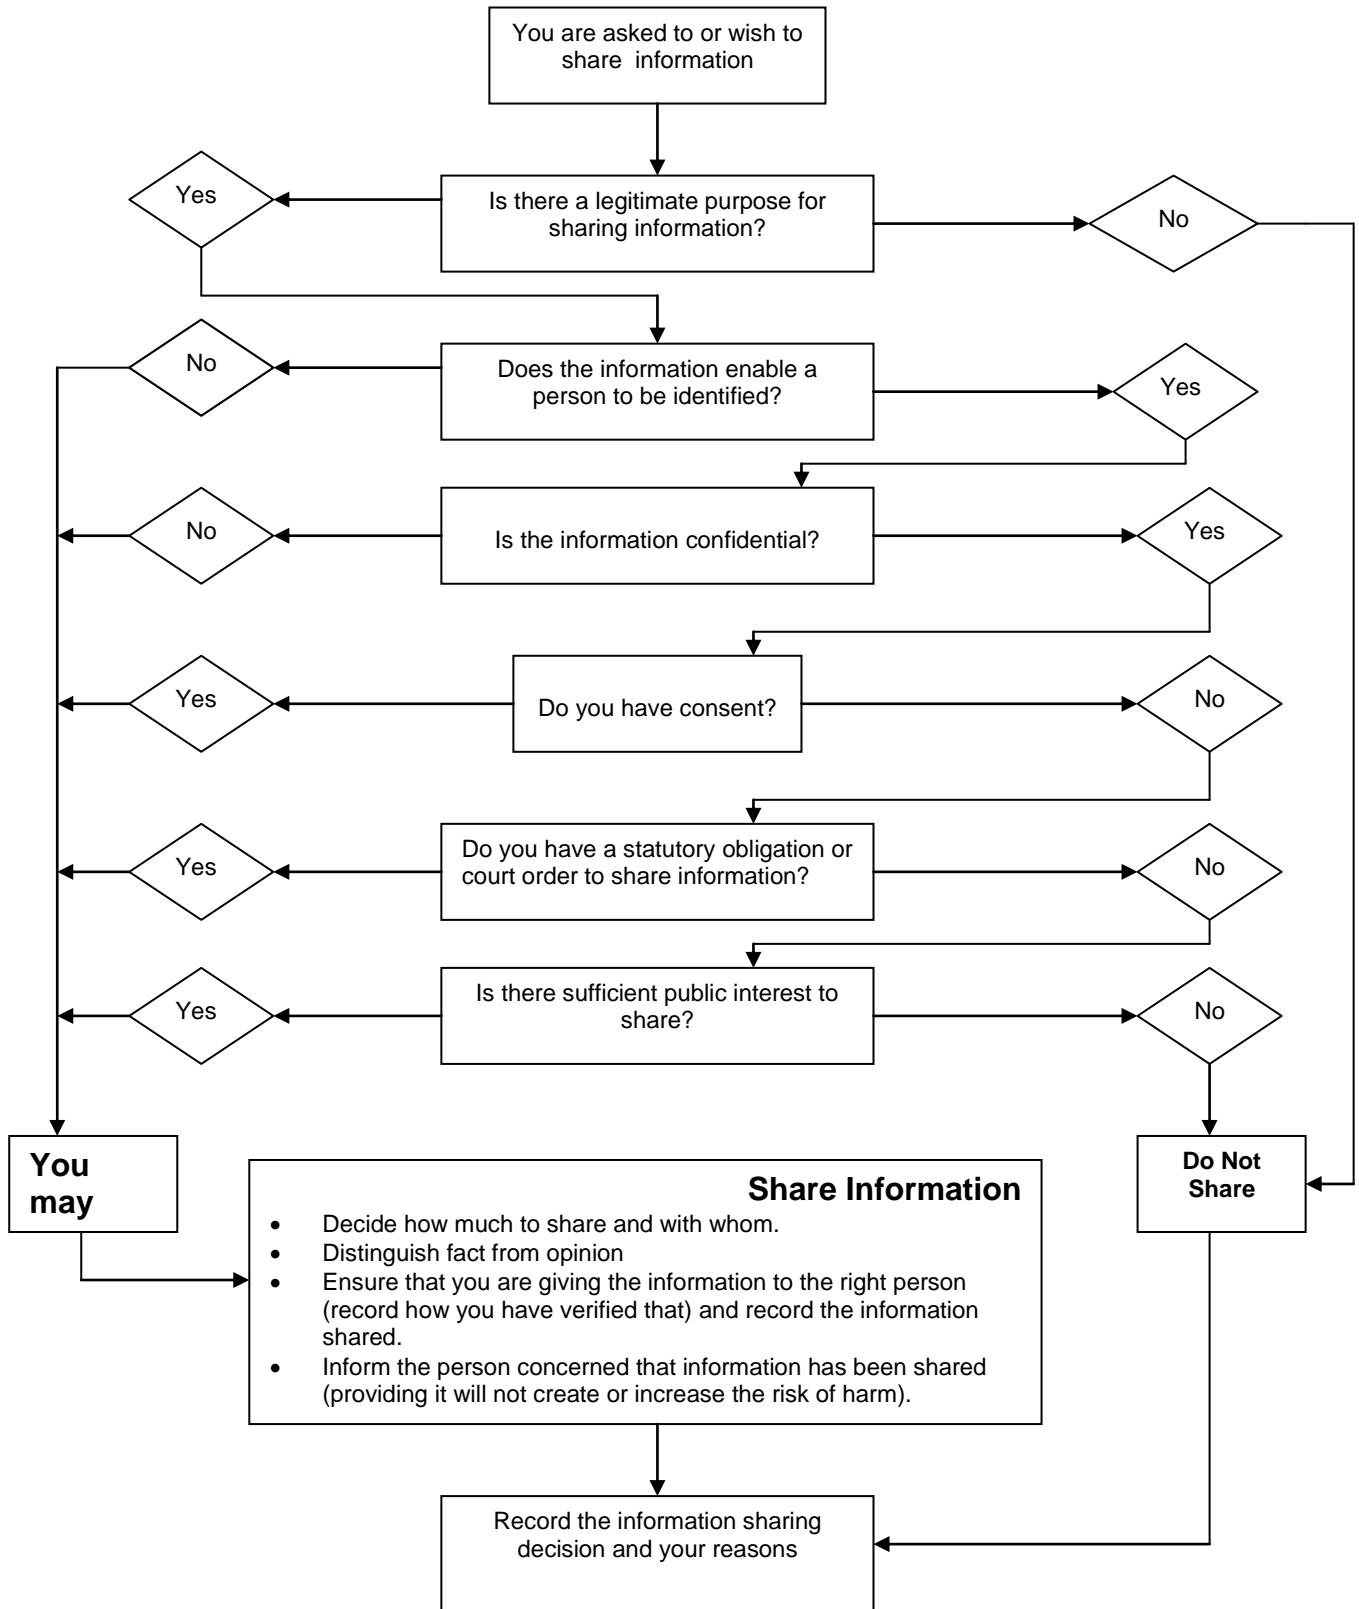 You are asked to or wish to
share information
Yes
Is there a legitimate purpose for
sharing information?
No
No
Does the information enable a
person to be identified?
Yes
No
Is the information confidential?
Yes
Yes
Do you have consent?
No
Yes
Do you have a statutory obligation or
court order to share information?
No
Yes
Is there sufficient public interest to
share?
No
You
may
Share Information
• Decide how much to share and with whom.
• Distinguish fact from opinion
• Ensure that you are giving the information to the right person
(record how you have verified that) and record the information
shared.
• Inform the person concerned that information has been shared
(providing it will not create or increase the risk of harm).
Do Not
Share
Record the information sharing
decision and your reasons